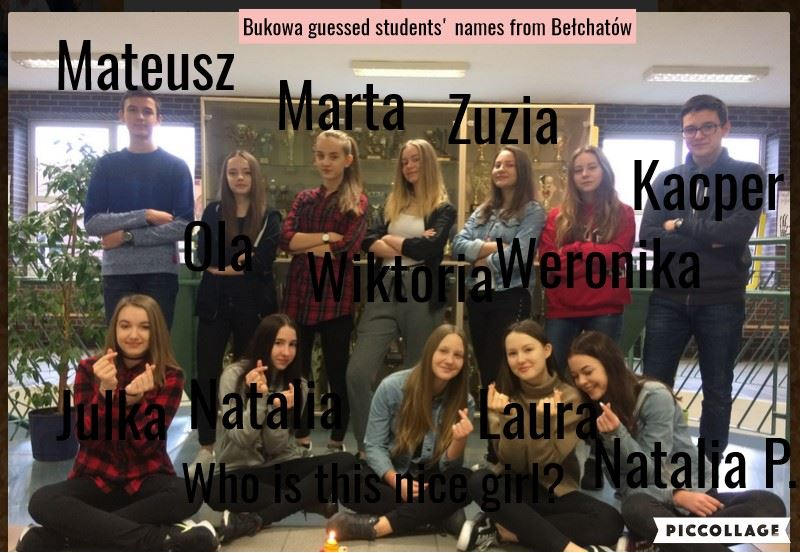 Bukowa guessed students' names from Bełchatów
Mateusz
Marta
Zuzia
Kacper
Ola
Wiktoria
Weronika
Julka
Natalia
Laura
Natalia P.
Who is this nice girl?
PICCOLLAGE